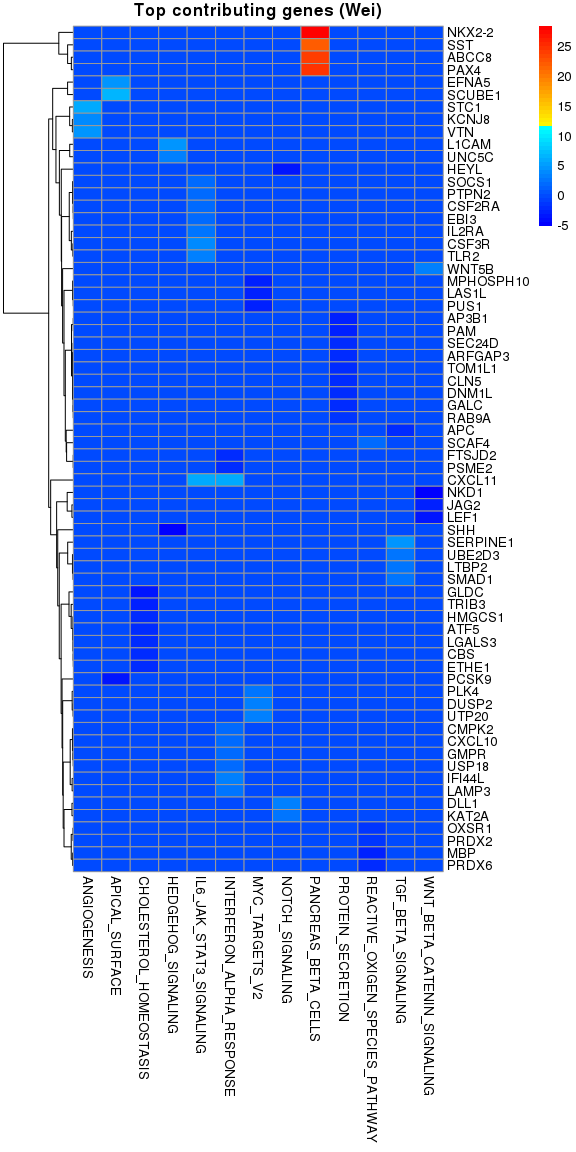 Top contributing genes (Wei)
NKX2-2
SST
ABCC8
PAX4
EFNA5
SCUBE1
STC1
KCNJ8
VTN
L1CAM
UNC5C
HEYL
SOCS1
PTPN2
CSF2RA
EBI3
IL2RA
CSF3R
TLR2
WNT5B
MPHOSPH10
LAS1L
PUS1
AP3B1
PAM
SEC24D
ARFGAP3
TOM1L1
CLN5
DNM1L
GALC
RAB9A
APC
SCAF4
FTSJD2
PSME2
CXCL11
NKD1
JAG2
LEF1
SHH
SERPINE1
UBE2D3
LTBP2
SMAD1
GLDC
TRIB3
HMGCS1
ATF5
LGALS3
CBS
ETHE1
PCSK9
PLK4
DUSP2
UTP20
CMPK2
CXCL10
GMPR
USP18
IFI44L
LAMP3
DLL1
KAT2A
OXSR1
PRDX2
MBP
PRDX6
25
20
15
10
5
0
-5
ANGIOGENESIS
APICAL_SURFACE
CHOLESTEROL_HOMEOSTASIS
HEDGEHOG_SIGNALING
IL6_JAK_STAT3_SIGNALING
INTERFERON_ALPHA_RESPONSE
MYC_TARGETS_V2
NOTCH_SIGNALING
PANCREAS_BETA_CELLS
PROTEIN_SECRETION
REACTIVE_OXIGEN_SPECIES_PATHWAY
TGF_BETA_SIGNALING
WNT_BETA_CATENIN_SIGNALING